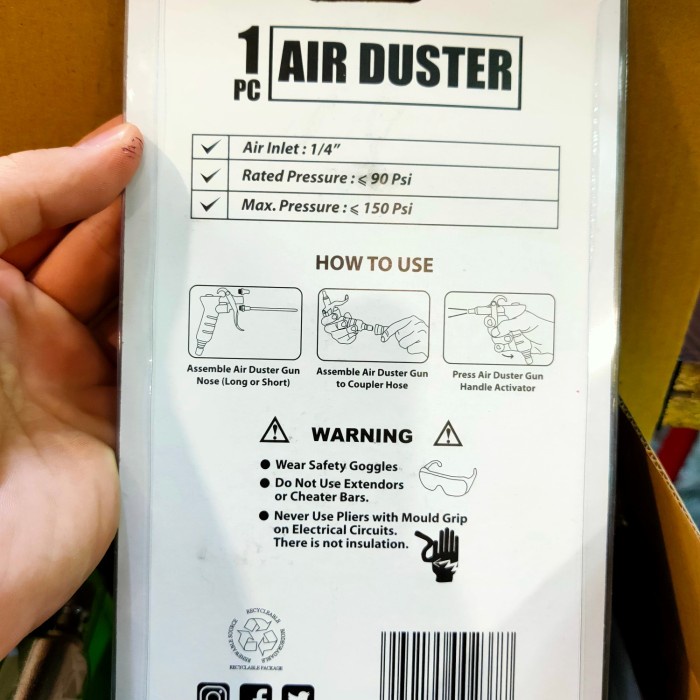 1
PC
AIR DUSTER
Air Inlet : 1/4"
Rated Pressure : ⩽ 90 Psi
Max. Pressure : ⩽ 150 Psi
HOW TO USE
Assemble Air Duster Gun
Nose (Long or Short)
Assemble Air Duster Gun
to Coupler Hose
Press Air Duster Gun
Handle Activator
WARNING
Wear Safety Goggles
Do Not Use Extendors
or Cheater Bars.
Never Use Pliers with Mould Grip
on Electrical Circuits.
There is not insulation.
RECYCLEABLE
RECYCLABLE PACKAGE